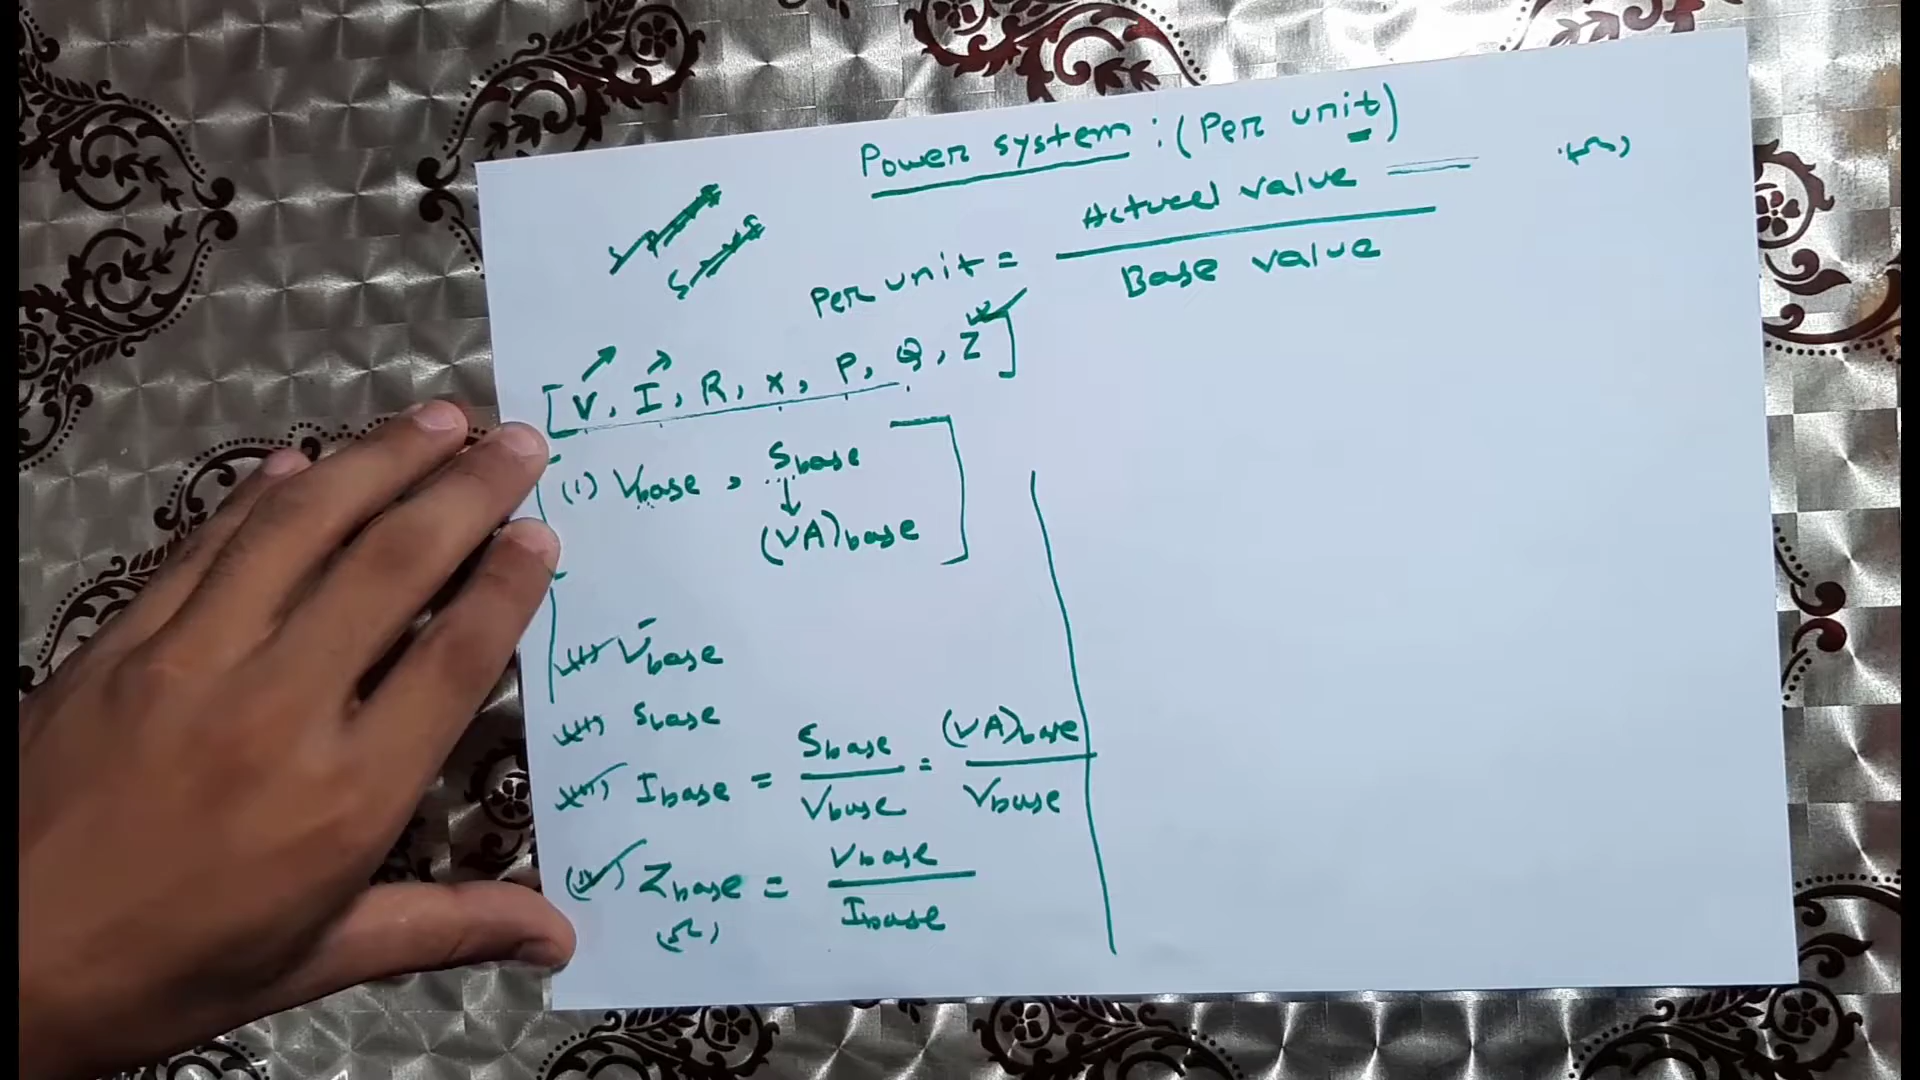 Power system : (Per unit)
Per unit = Actual value / Base value
(Ω)
[V, I, R, X, P, Q, Z]
(i) Vbase , Sbase
↓
(VA)base
Vbase
Sbase
Ibase = Sbase / Vbase = (VA)base / Vbase
(iv) Zbase = Vbase / Ibase
(Ω)